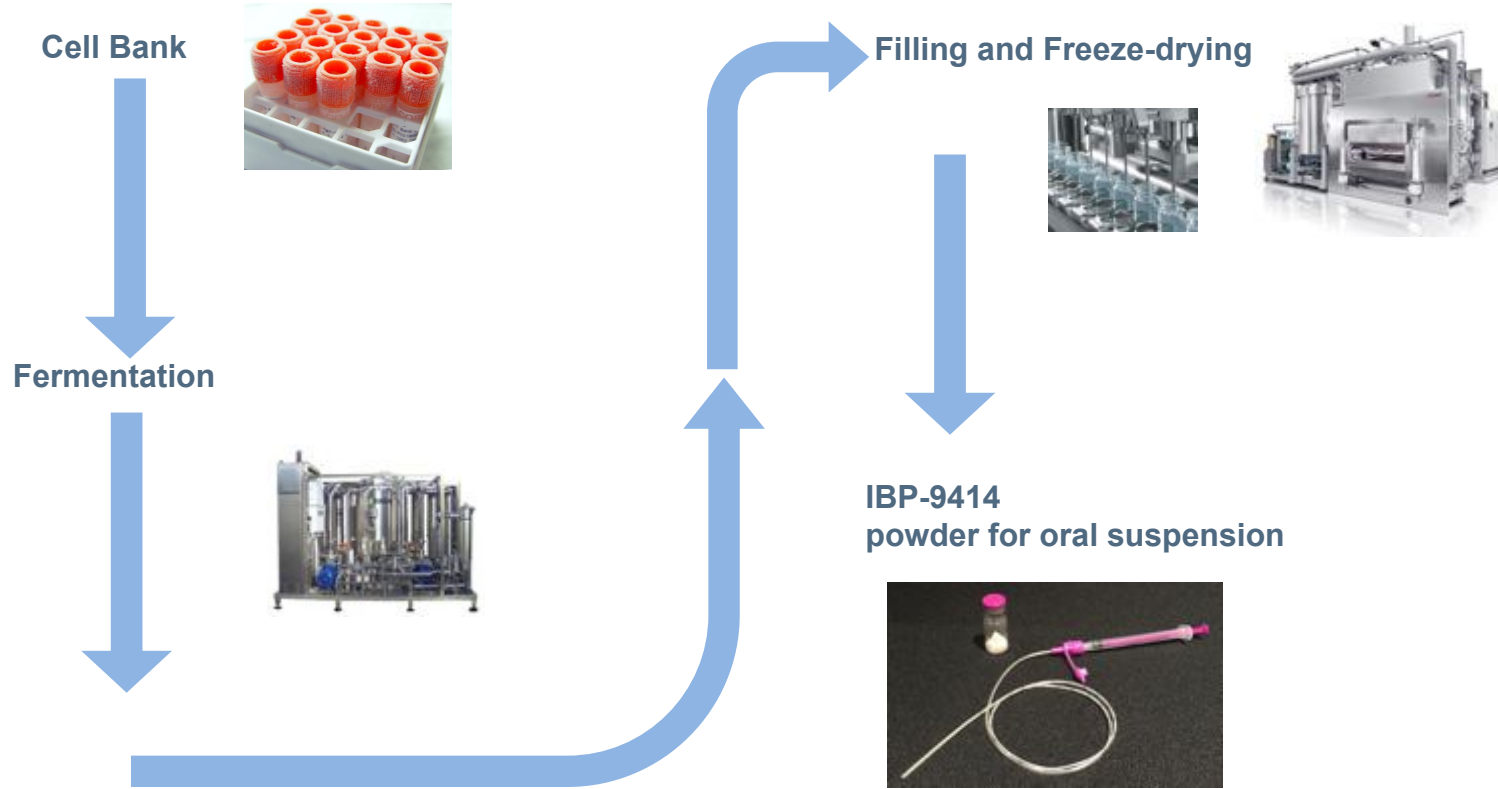 Cell Bank
Fermentation
Filling and Freeze-drying
IBP-9414
powder for oral suspension